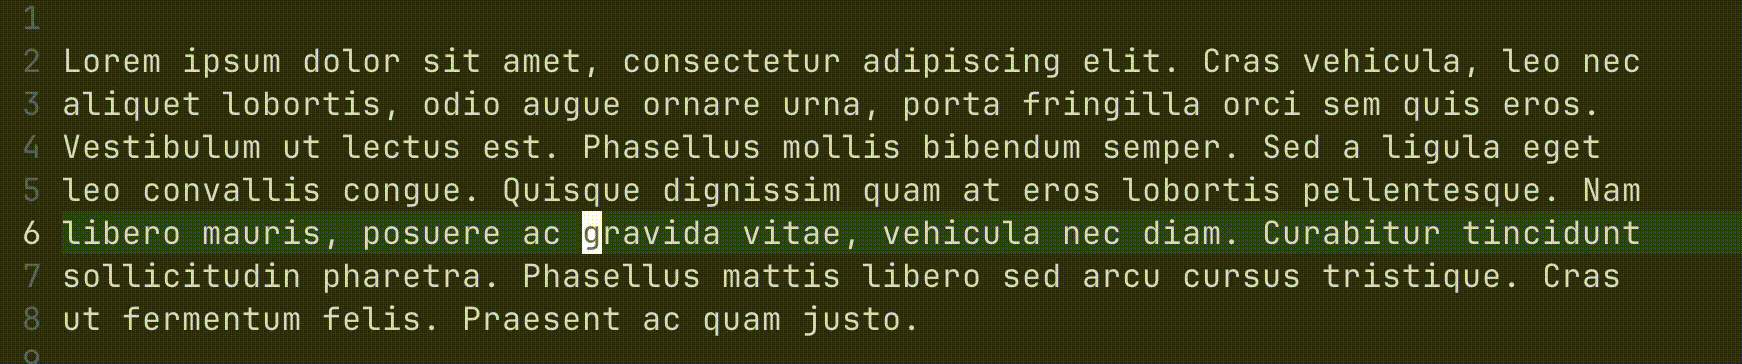 1
2 Lorem ipsum dolor sit amet, consectetur adipiscing elit. Cras vehicula, leo nec
3 aliquet lobortis, odio augue ornare urna, porta fringilla orci sem quis eros.
4 Vestibulum ut lectus est. Phasellus mollis bibendum semper. Sed a ligula eget
5 leo convallis congue. Quisque dignissim quam at eros lobortis pellentesque. Nam
6 libero mauris, posuere ac gravida vitae, vehicula nec diam. Curabitur tincidunt
7 sollicitudin pharetra. Phasellus mattis libero sed arcu cursus tristique. Cras
8 ut fermentum felis. Praesent ac quam justo.
9